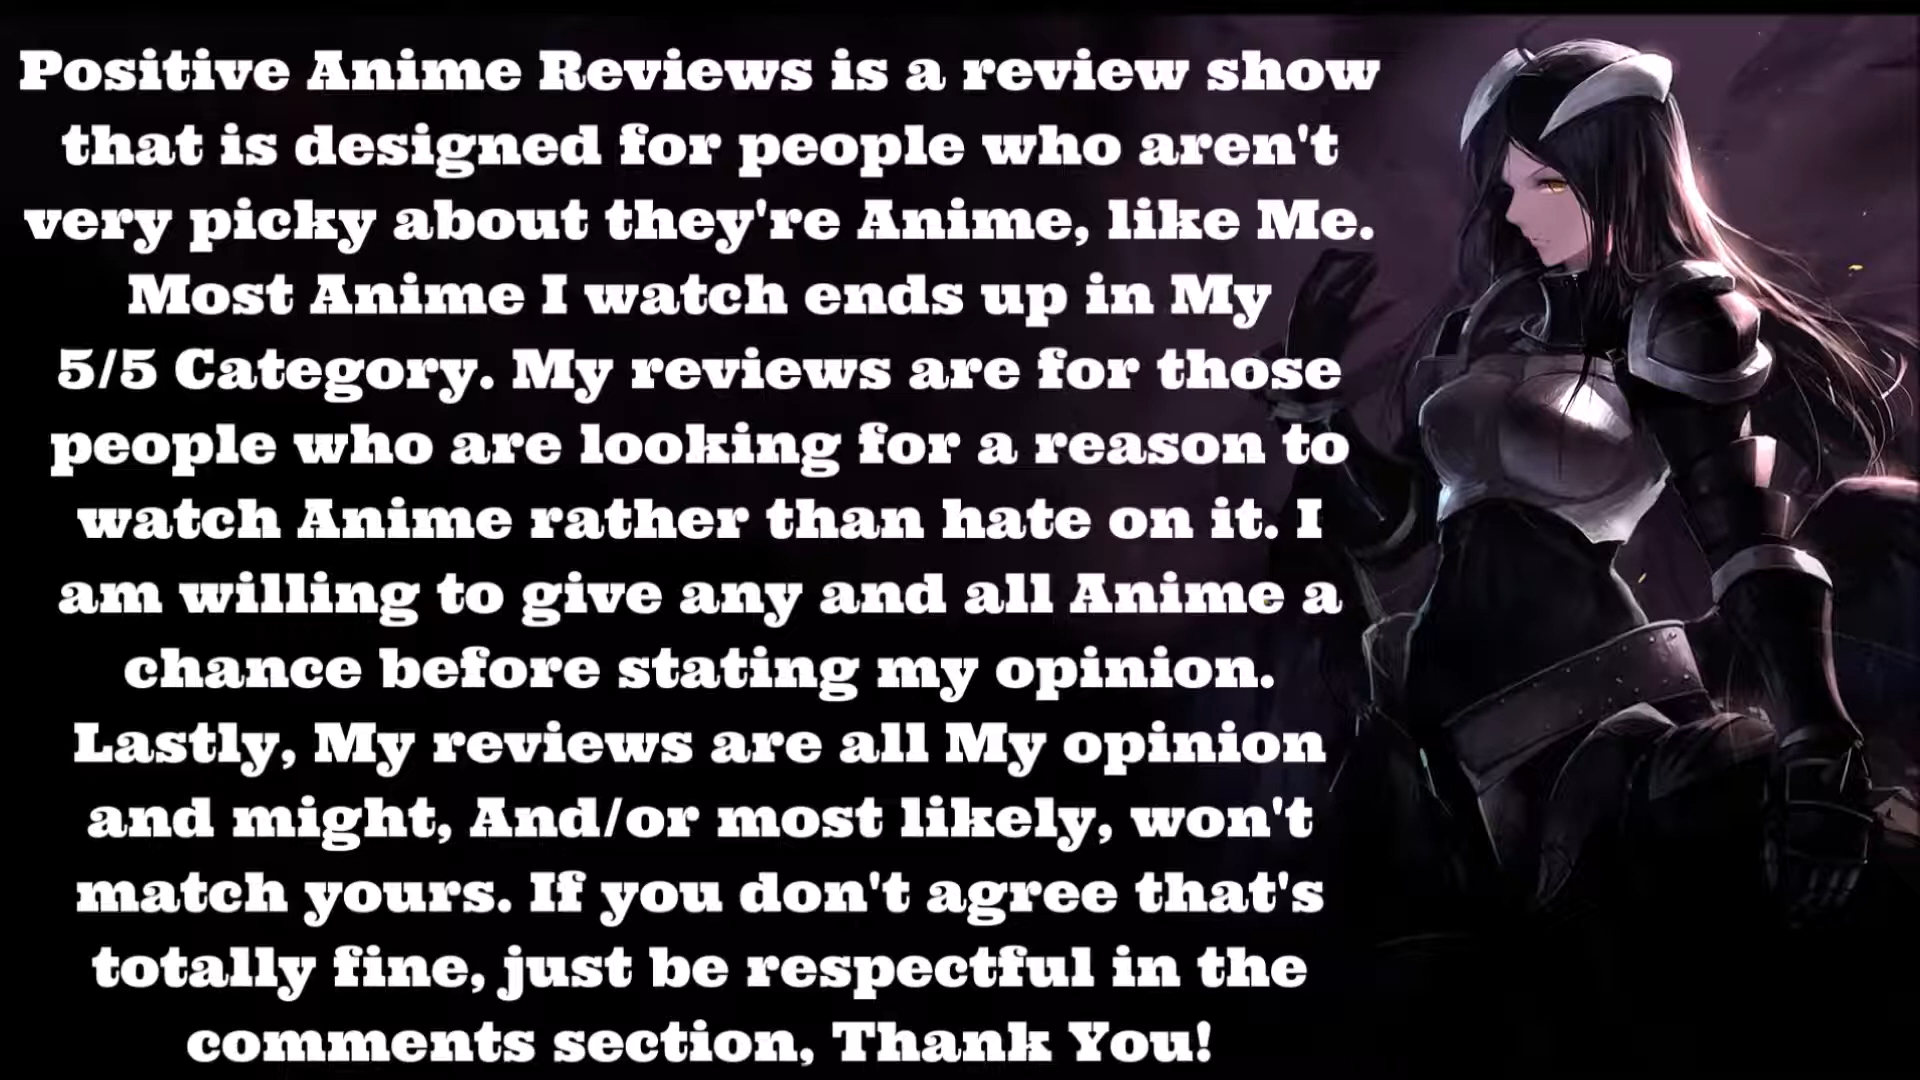 Positive Anime Reviews is a review show
that is designed for people who aren't
very picky about they're Anime, like Me.
Most Anime I watch ends up in My
5/5 Category. My reviews are for those
people who are looking for a reason to
watch Anime rather than hate on it. I
am willing to give any and all Anime a
chance before stating my opinion.
Lastly, My reviews are all My opinion
and might, And/or most likely, won't
match yours. If you don't agree that's
totally fine, just be respectful in the
comments section, Thank You!